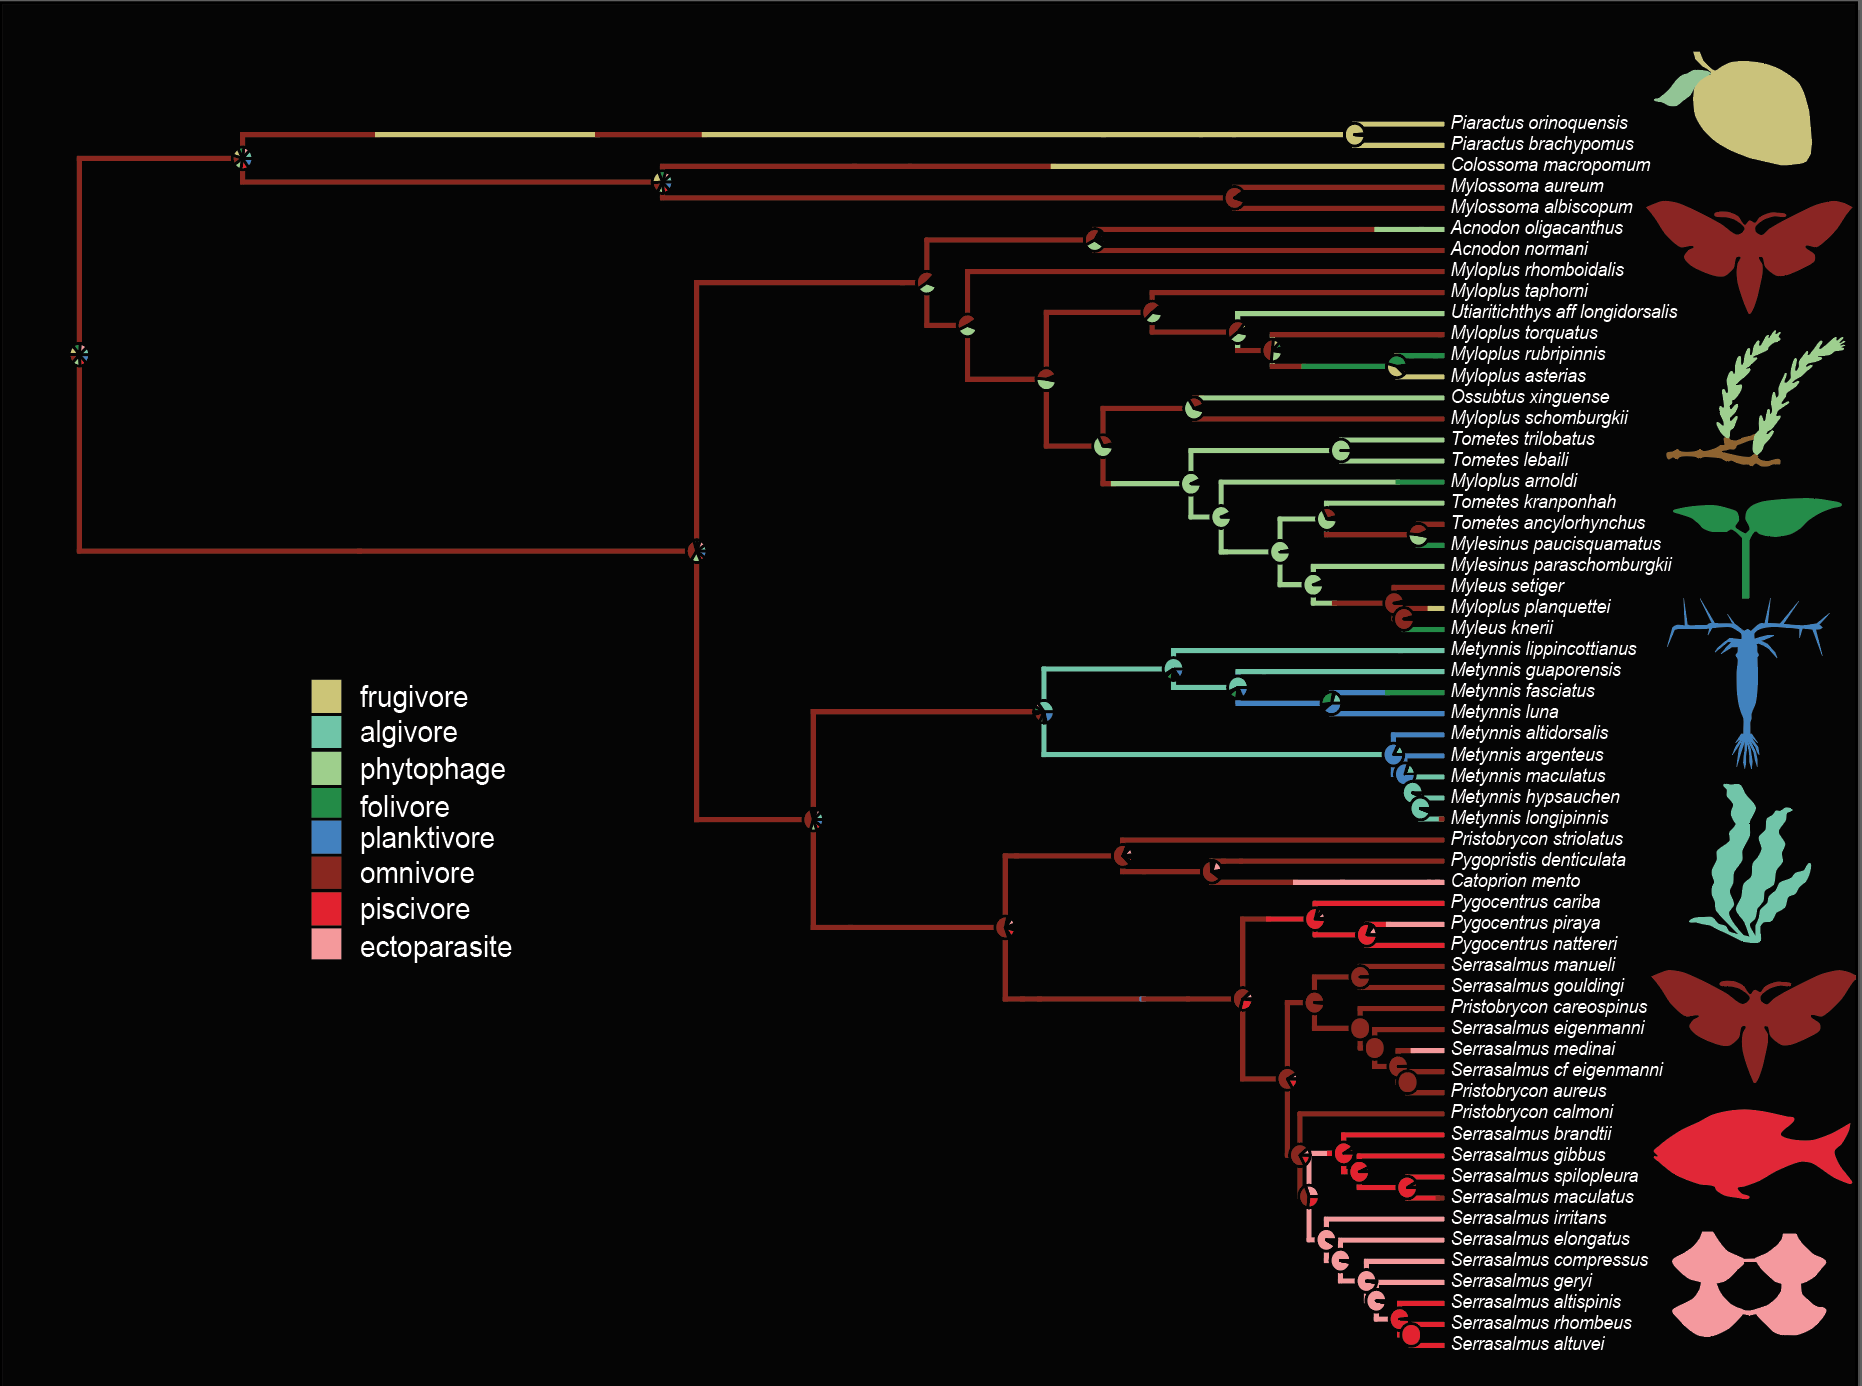 Piaractus orinoquensis
Piaractus brachypomus
Colossoma macropomum
Mylossoma aureum
Mylossoma albiscopum
Acnodon oligacanthus
Acnodon normani
Myloplus rhomboidalis
Myloplus taphorni
Utiaritichthys aff longidorsalis
Myloplus torquatus
Myloplus rubripinnis
Myloplus asterias
Ossubtus xinguense
Myloplus schomburgkii
Tometes trilobatus
Tometes lebaili
Myloplus arnoldi
Tometes kranponhah
Tometes ancylorhynchus
Mylesinus paucisquamatus
Mylesinus paraschomburgkii
Myleus setiger
Myloplus planquettei
Myleus knerii
Metynnis lippincottianus
Metynnis guaporensis
Metynnis fasciatus
Metynnis luna
Metynnis altidorsalis
Metynnis argenteus
Metynnis maculatus
Metynnis hypsauchen
Metynnis longipinnis
Pristobrycon striolatus
Pygopristis denticulata
Catoprion mento
Pygocentrus cariba
Pygocentrus piraya
Pygocentrus nattereri
Serrasalmus manueli
Serrasalmus gouldingi
Pristobrycon careospinus
Serrasalmus eigenmanni
Serrasalmus medinai
Serrasalmus cf eigenmanni
Pristobrycon aureus
Pristobrycon calmoni
Serrasalmus brandtii
Serrasalmus gibbus
Serrasalmus spilopleura
Serrasalmus maculatus
Serrasalmus irritans
Serrasalmus elongatus
Serrasalmus compressus
Serrasalmus geryi
Serrasalmus altispinis
Serrasalmus rhombeus
Serrasalmus altuvei
frugivore
algivore
phytophage
folivore
planktivore
omnivore
piscivore
ectoparasite